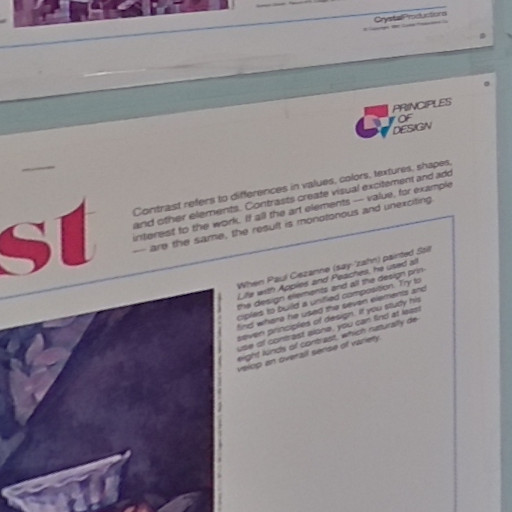 CrystalProductions
PRINCIPLES
OF
DESIGN
st
Contrast refers to differences in values, colors, textures, shapes,
and other elements. Contrasts create visual excitement and add
interest to the work. If all the art elements — value, for example
— are the same, the result is monotonous and unexciting.
When Paul Cezanne (say-'zahn) painted Still
Life with Apples and Peaches, he used all
the design elements and all the design prin-
ciples to build a unified composition. Try to
find where he used the seven elements and
seven principles of design. If you study his
use of contrast alone, you can find at least
eight kinds of contrast, which naturally de-
velop an overall sense of variety.